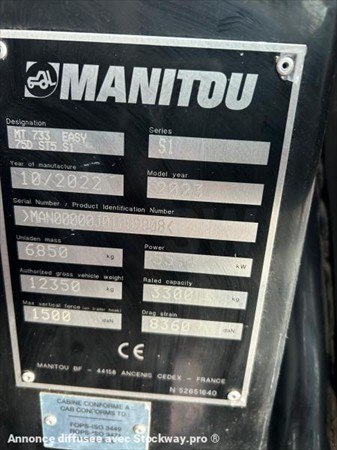 MANITOU
Designation
MT 733 EASY
75D ST5 S1
Series
S1
Year of manufacture
10/2022
Model year
2023
Serial Number / Product Identification Number
Unladen mass
6850 kg
Power
kW
Authorized gross vehicle weight
12350 kg
Rated capacity
3300 kg
Max vertical force (on trailer hook)
1500 daN
Drag strain
8360 daN
CE
MANITOU BF - 44158 ANCENIS CEDEX - FRANCE
N°52651640
CABINE CONFORME A
CAB CONFORMS TO
FOPS-ISO 3449
ROPS-ISO 3471
Annonce diffusée avec Stockway.pro ®